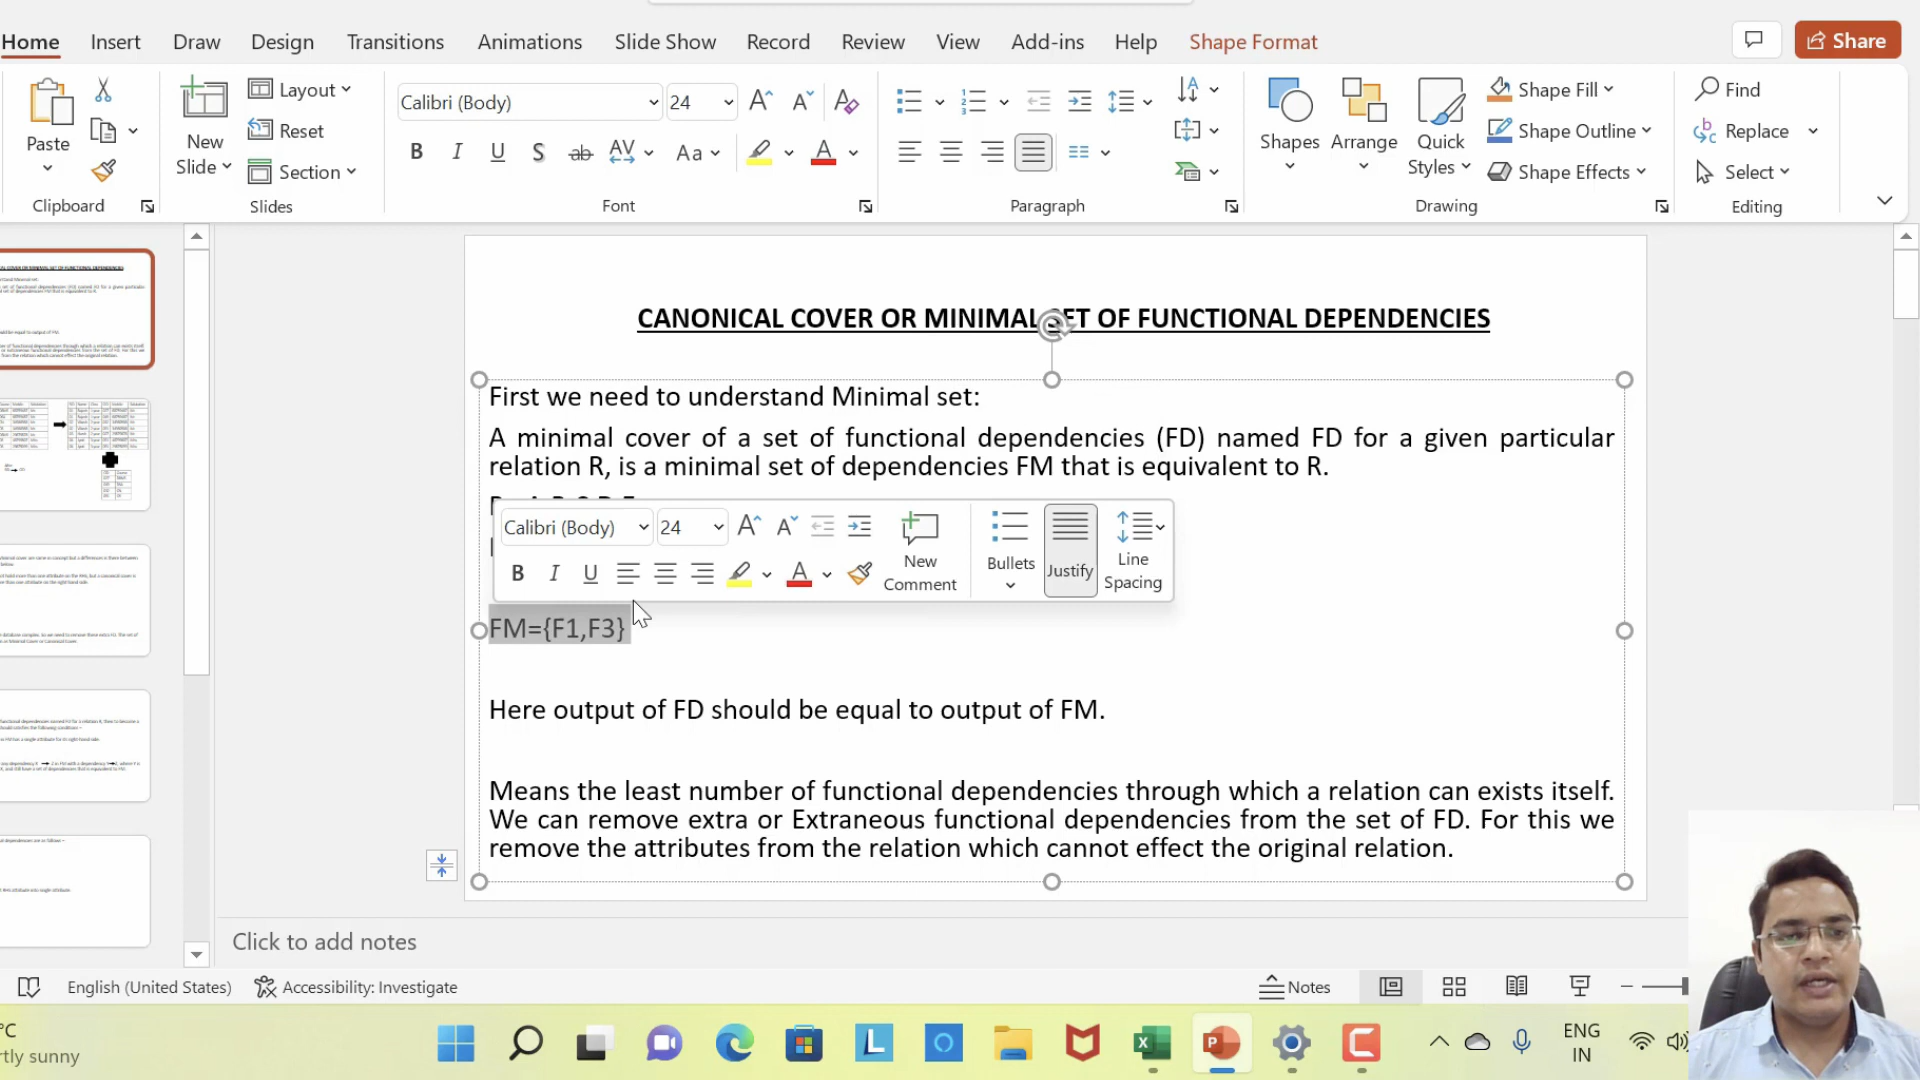 Home Insert Draw Design Transitions Animations Slide Show Record Review View Add-ins Help Shape Format Share
Paste
Clipboard
New Slide
Layout
Reset
Section
Slides
Calibri (Body) 24
B I U S ab AV Aa A
Font
Paragraph
Shapes
Arrange
Quick Styles
Shape Fill
Shape Outline
Shape Effects
Drawing
Find
Replace
Select
Editing
CANONICAL COVER OR MINIMAL SET OF FUNCTIONAL DEPENDENCIES
First we need to understand Minimal set:
A minimal cover of a set of functional dependencies (FD) named FD for a given particular
relation R, is a minimal set of dependencies FM that is equivalent to R.
Calibri (Body) 24
B I U
New Comment
Bullets
Justify
Line Spacing
FM={F1,F3}
Here output of FD should be equal to output of FM.
Means the least number of functional dependencies through which a relation can exists itself.
We can remove extra or Extraneous functional dependencies from the set of FD. For this we
remove the attributes from the relation which cannot effect the original relation.
Click to add notes
English (United States) Accessibility: Investigate Notes
°C
rtly sunny
ENG
IN